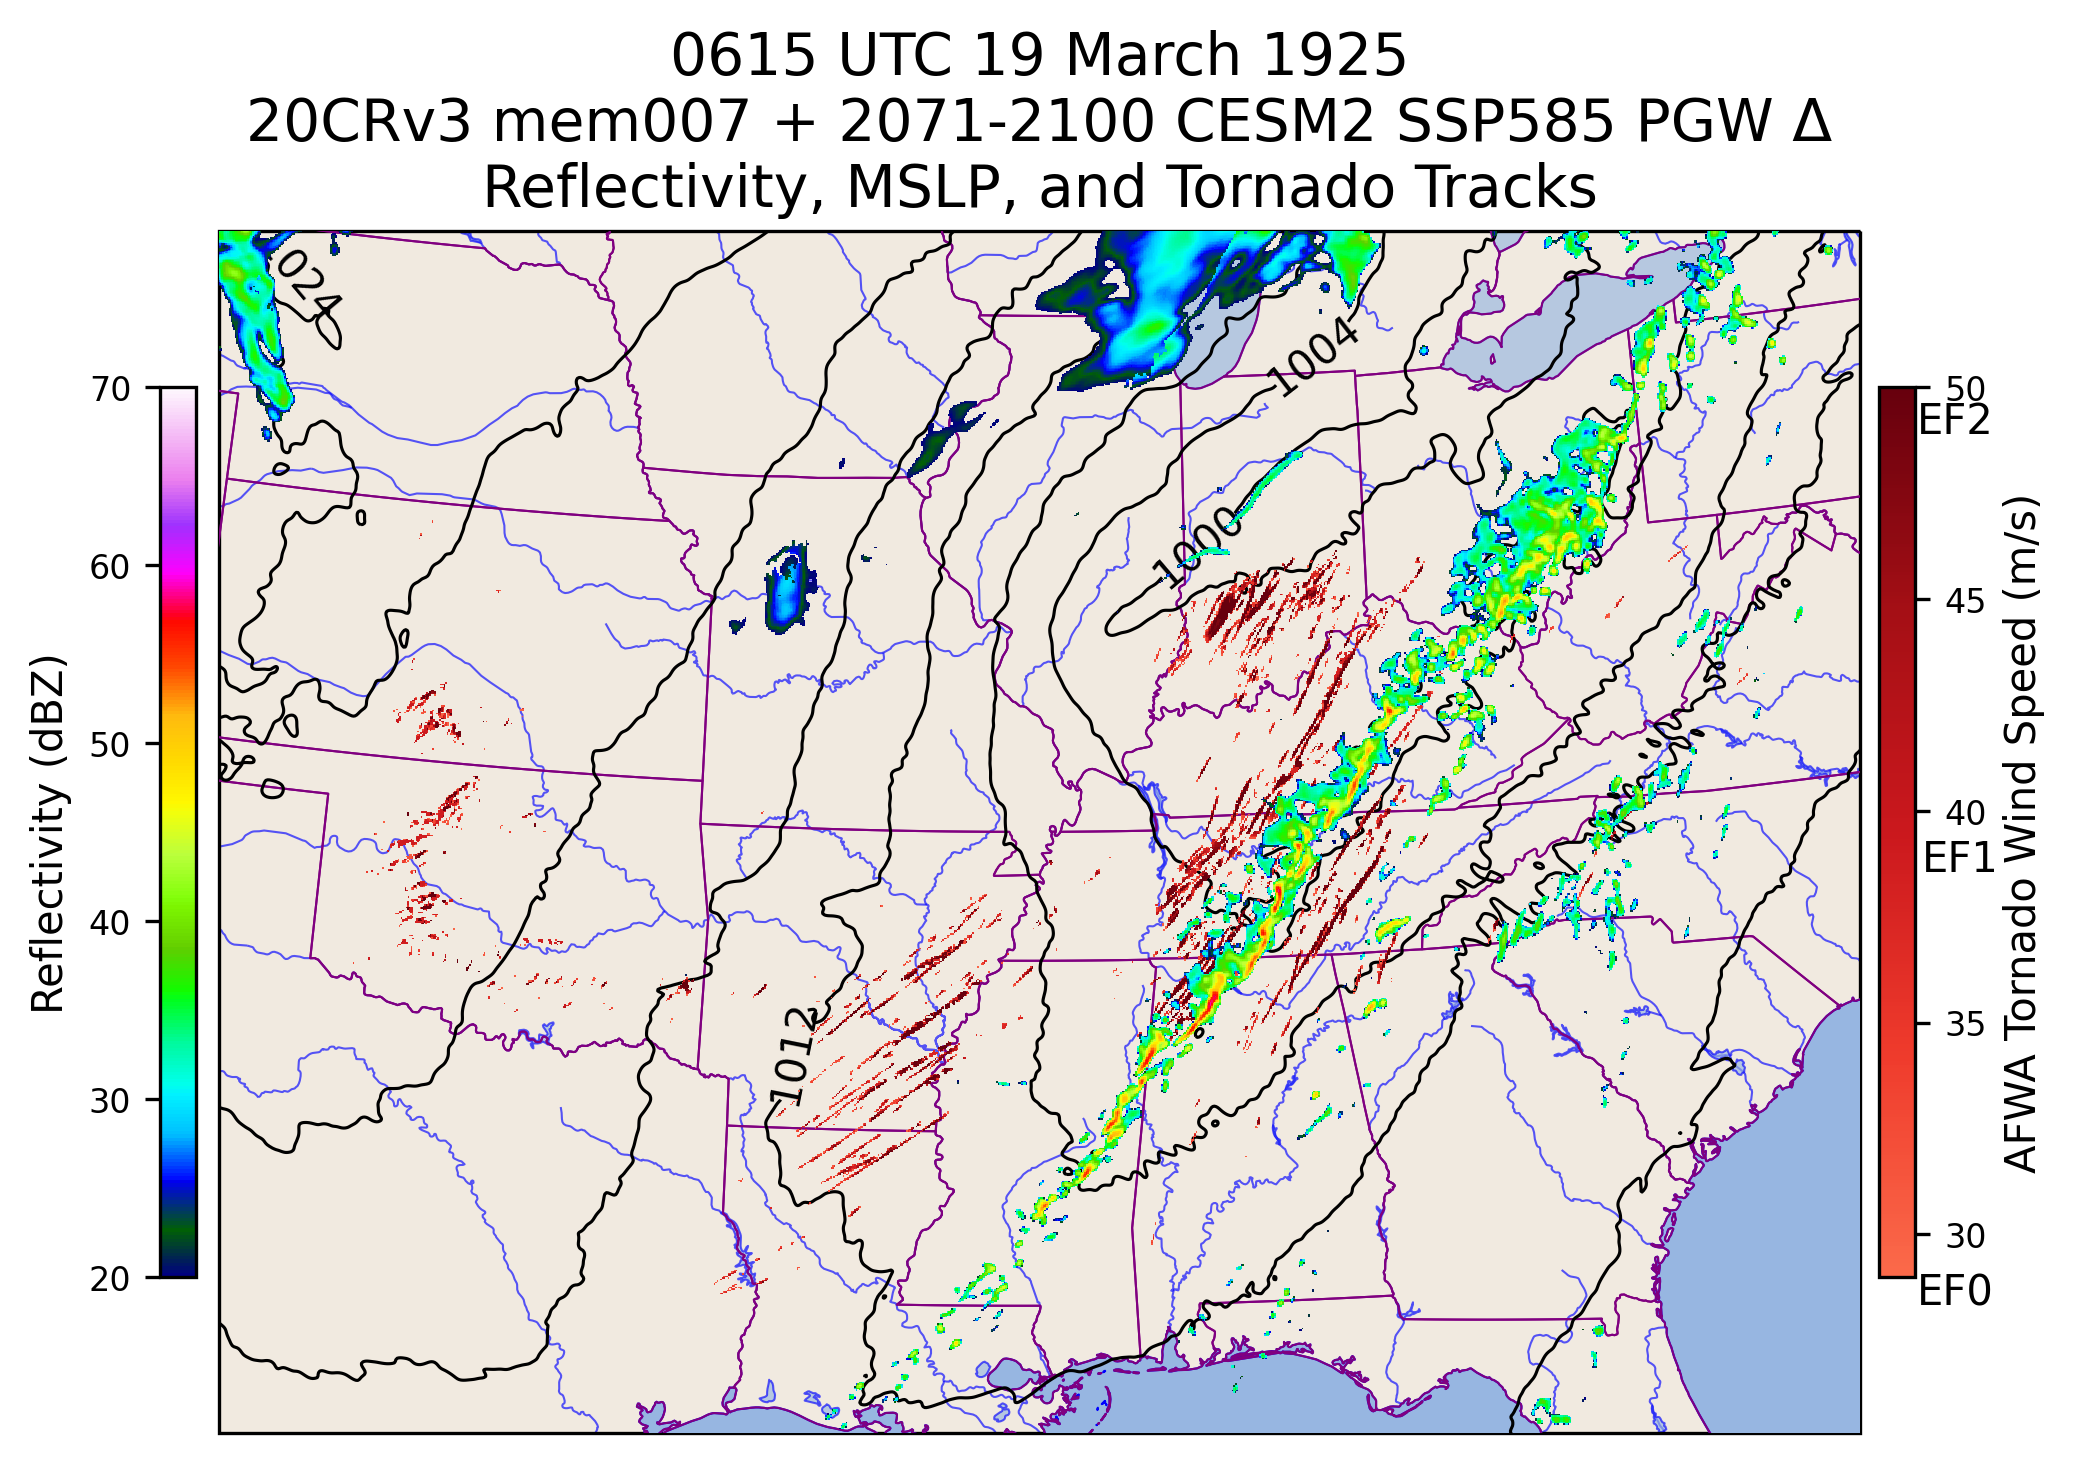 0615 UTC 19 March 1925
20CRv3 mem007 + 2071-2100 CESM2 SSP585 PGW Δ
Reflectivity, MSLP, and Tornado Tracks
024
1004
1000
1012
70
60
50
40
30
20
Reflectivity (dBZ)
50
EF2
45
40
EF1
35
30
EF0
AFWA Tornado Wind Speed (m/s)